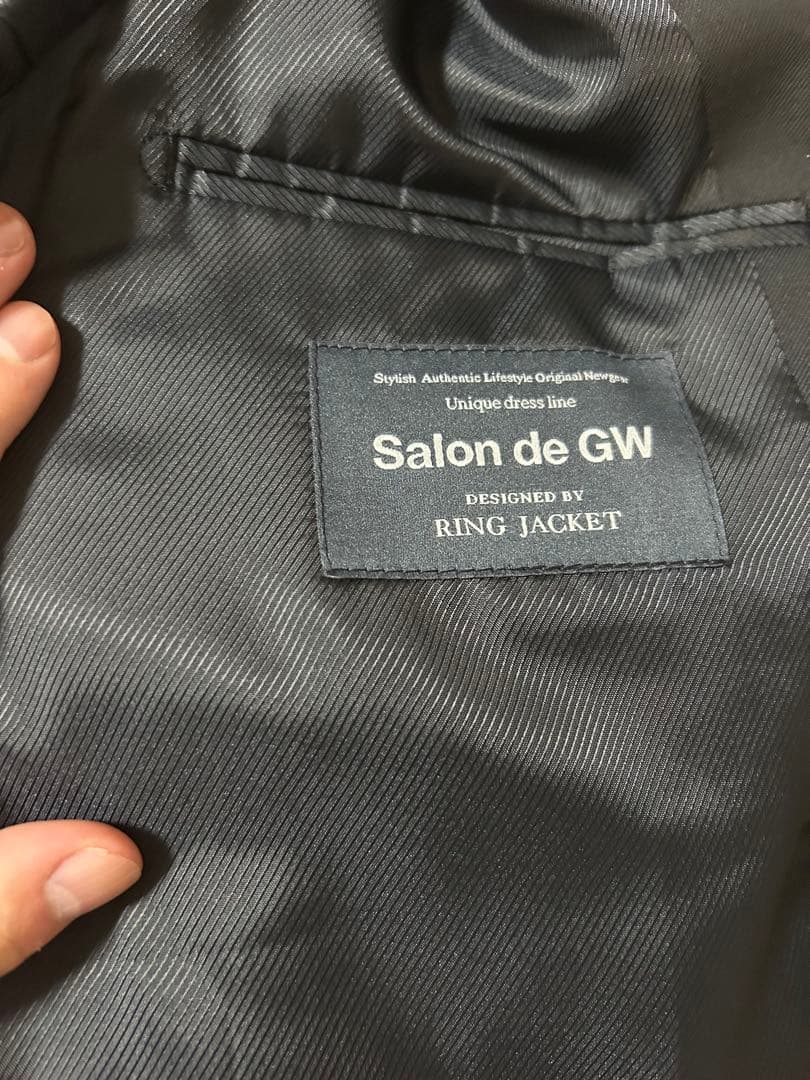 Stylish Authentic Lifestyle Original Newgear
Unique dress line
Salon de GW
DESIGNED BY
RING JACKET